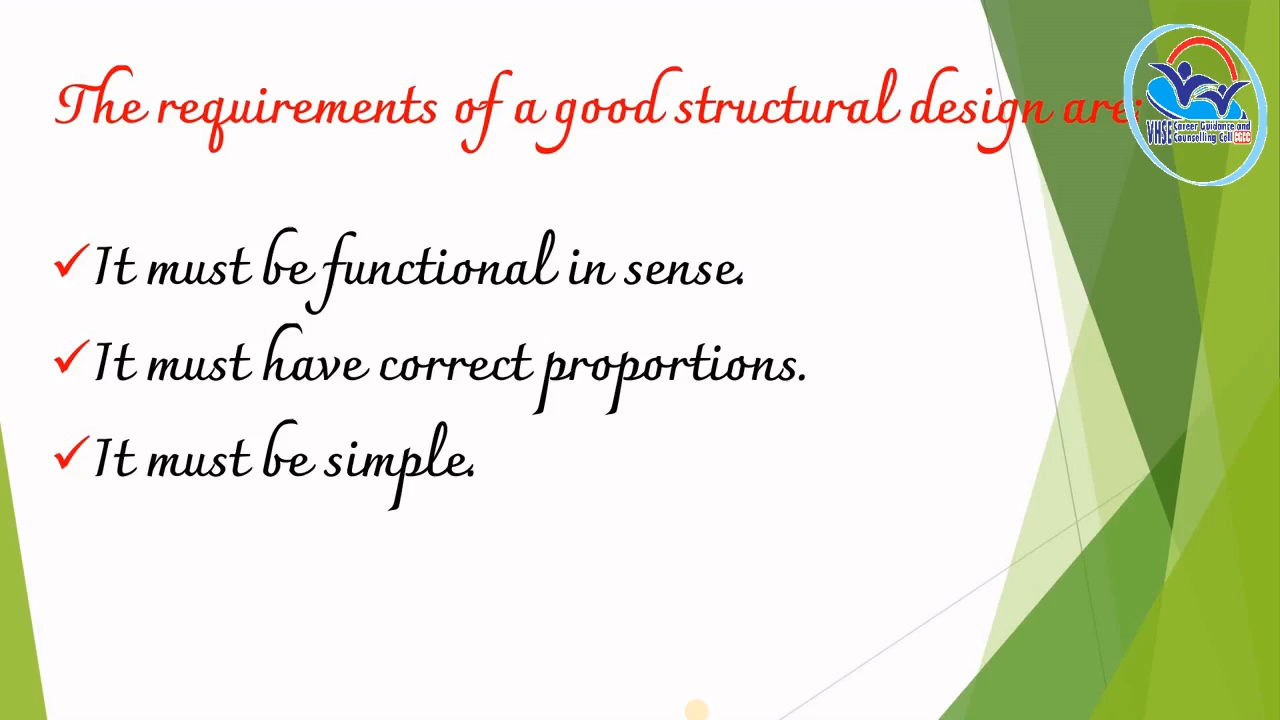 The requirements of a good structural design are:
It must be functional in sense.
It must have correct proportions.
It must be simple.
VHSE Career Guidance and
Counselling Cell CGCC